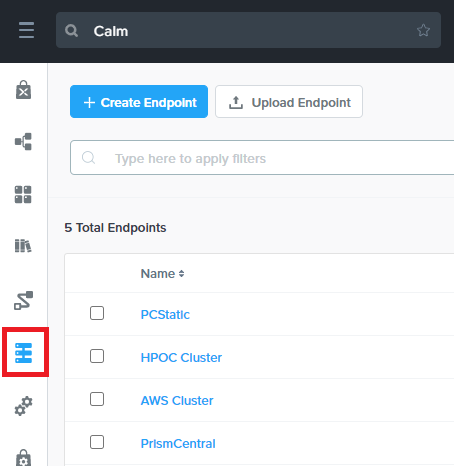 Calm
Create Endpoint
Upload Endpoint
Type here to apply filters
5 Total Endpoints
Name
PCStatic
HPOC Cluster
AWS Cluster
PrismCentral